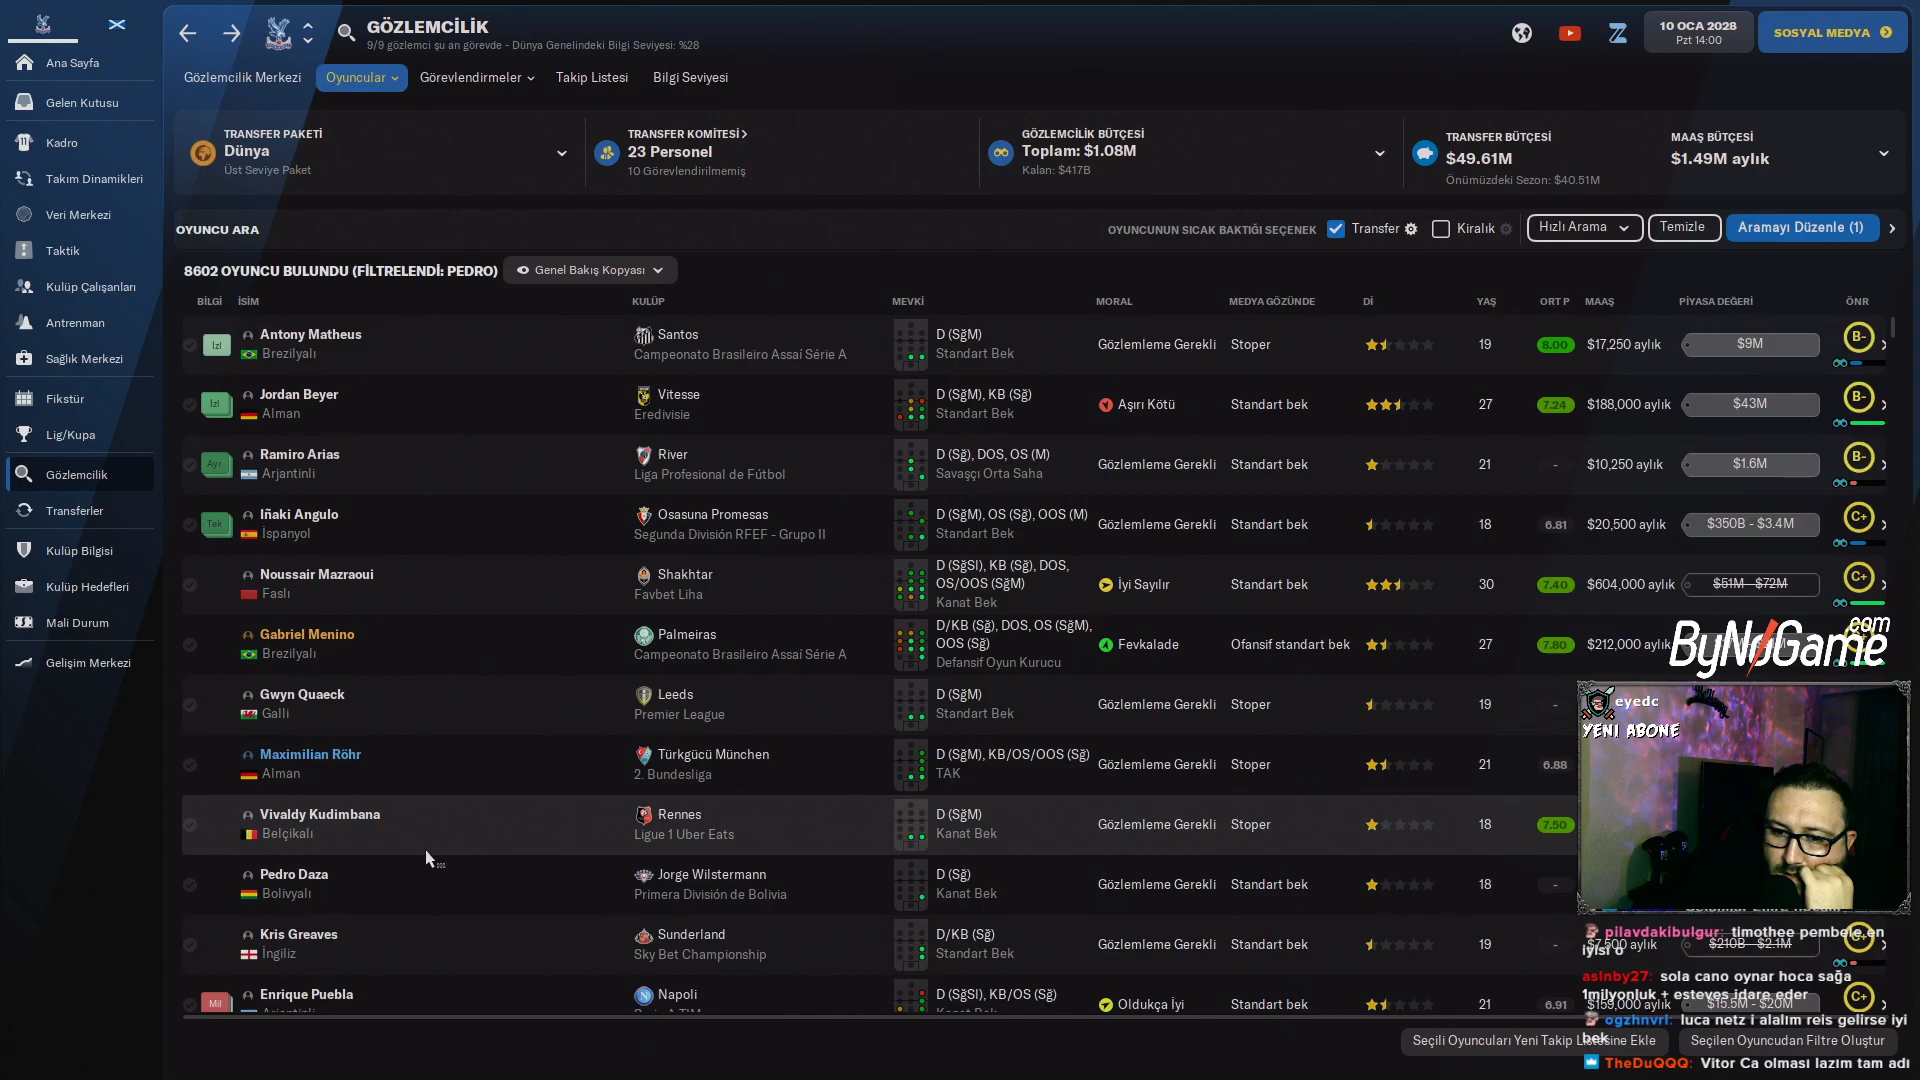 GÖZLEMCİLİK
9/9 gözlemci şu an görevde - Dünya Genelindeki Bilgi Seviyesi: %28
10 OCA 2028
Pzt 14:00
SOSYAL MEDYA
Ana Sayfa
Gelen Kutusu
Kadro
Takım Dinamikleri
Veri Merkezi
Taktik
Kulüp Çalışanları
Antrenman
Sağlık Merkezi
Fikstür
Lig/Kupa
Gözlemcilik
Transferler
Kulüp Bilgisi
Kulüp Hedefleri
Mali Durum
Gelişim Merkezi
Gözlemcilik Merkezi
Oyuncular
Görevlendirmeler
Takip Listesi
Bilgi Seviyesi
TRANSFER PAKETİ
Dünya
Üst Seviye Paket
TRANSFER KOMİTESİ >
23 Personel
10 Görevlendirilmemiş
GÖZLEMCİLİK BÜTÇESİ
Toplam: $1.08M
Kalan: $417B
TRANSFER BÜTÇESİ
$49.61M
Önümüzdeki Sezon: $40.51M
MAAŞ BÜTÇESİ
$1.49M aylık
OYUNCU ARA
OYUNCUNUN SICAK BAKTIĞI SEÇENEK
Transfer
Kiralık
Hızlı Arama
Temizle
Aramayı Düzenle (1)
8602 OYUNCU BULUNDU (FİLTRELENDİ: PEDRO)
Genel Bakış Kopyası
BİLGİ İSİM KULÜP MEVKİ MORAL MEDYA GÖZÜNDE Dİ YAŞ ORT P MAAŞ PİYASA DEĞERİ ÖNR
İzl Antony Matheus Santos D (SğM) Gözlemleme Gerekli Stoper 19 8.00 $17,250 aylık $9M B-
Brezilyalı Campeonato Brasileiro Assaí Série A Standart Bek
İzl Jordan Beyer Vitesse D (SğM), KB (Sğ) Aşırı Kötü Standart bek 27 7.24 $188,000 aylık $43M B-
Alman Eredivisie Standart Bek
Ayr Ramiro Arias River D (Sğ), DOS, OS (M) Gözlemleme Gerekli Standart bek 21 - $10,250 aylık $1.6M B-
Arjantinli Liga Profesional de Fútbol Savaşçı Orta Saha
Tek Iñaki Angulo Osasuna Promesas D (SğM), OS (Sğ), OOS (M) Gözlemleme Gerekli Standart bek 18 6.81 $20,500 aylık $350B - $3.4M C+
İspanyol Segunda División RFEF - Grupo II Standart Bek
Noussair Mazraoui Shakhtar D (SğSl), KB (Sğ), DOS, OS/OOS (SğM) İyi Sayılır Standart bek 30 7.40 $604,000 aylık $51M - $72M C+
Faslı Favbet Liha Kanat Bek
Gabriel Menino Palmeiras D/KB (Sğ), DOS, OS (SğM), OOS (Sğ) Fevkalade Ofansif standart bek 27 7.80 $212,000 aylık
Brezilyalı Campeonato Brasileiro Assaí Série A Defansif Oyun Kurucu
Gwyn Quaeck Leeds D (SğM) Gözlemleme Gerekli Stoper 19 -
Galli Premier League Standart Bek
Maximilian Röhr Türkgücü München D (SğM), KB/OS/OOS (Sğ) Gözlemleme Gerekli Stoper 21 6.88
Alman 2. Bundesliga TAK
Vivaldy Kudimbana Rennes D (SğM) Gözlemleme Gerekli Stoper 18 7.50
Belçikalı Ligue 1 Uber Eats Kanat Bek
Pedro Daza Jorge Wilstermann D (Sğ) Gözlemleme Gerekli Standart bek 18 -
Bolivyalı Primera División de Bolivia Kanat Bek
Kris Greaves Sunderland D/KB (Sğ) Gözlemleme Gerekli Standart bek 19 - $7,500 aylık $210B - $2.1M C+
İngiliz Sky Bet Championship Standart Bek
Mil Enrique Puebla Napoli D (SğSl), KB/OS (Sğ) Oldukça İyi Standart bek 21 6.91 $159,000 aylık $15.5M - $20M C+
Seçili Oyuncuları Yeni Takip Listesine Ekle
Seçilen Oyuncudan Filtre Oluştur
ByNoGame.com
eyedc
YENI ABONE
pilavdakibulgur: timothee pembele en
iyisi o
aslnby27: sola cano oynar hoca sağa
1milyonluk + esteves idare eder
ogzhnvrl: luca netz i alalım reis gelirse iyi
bek
TheDuQQQ: Vitor Ca olması lazım tam adı